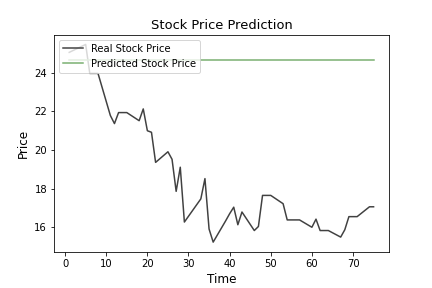 Stock Price Prediction
Real Stock Price
Predicted Stock Price
24
22
20
18
16
Price
0 10 20 30 40 50 60 70
Time